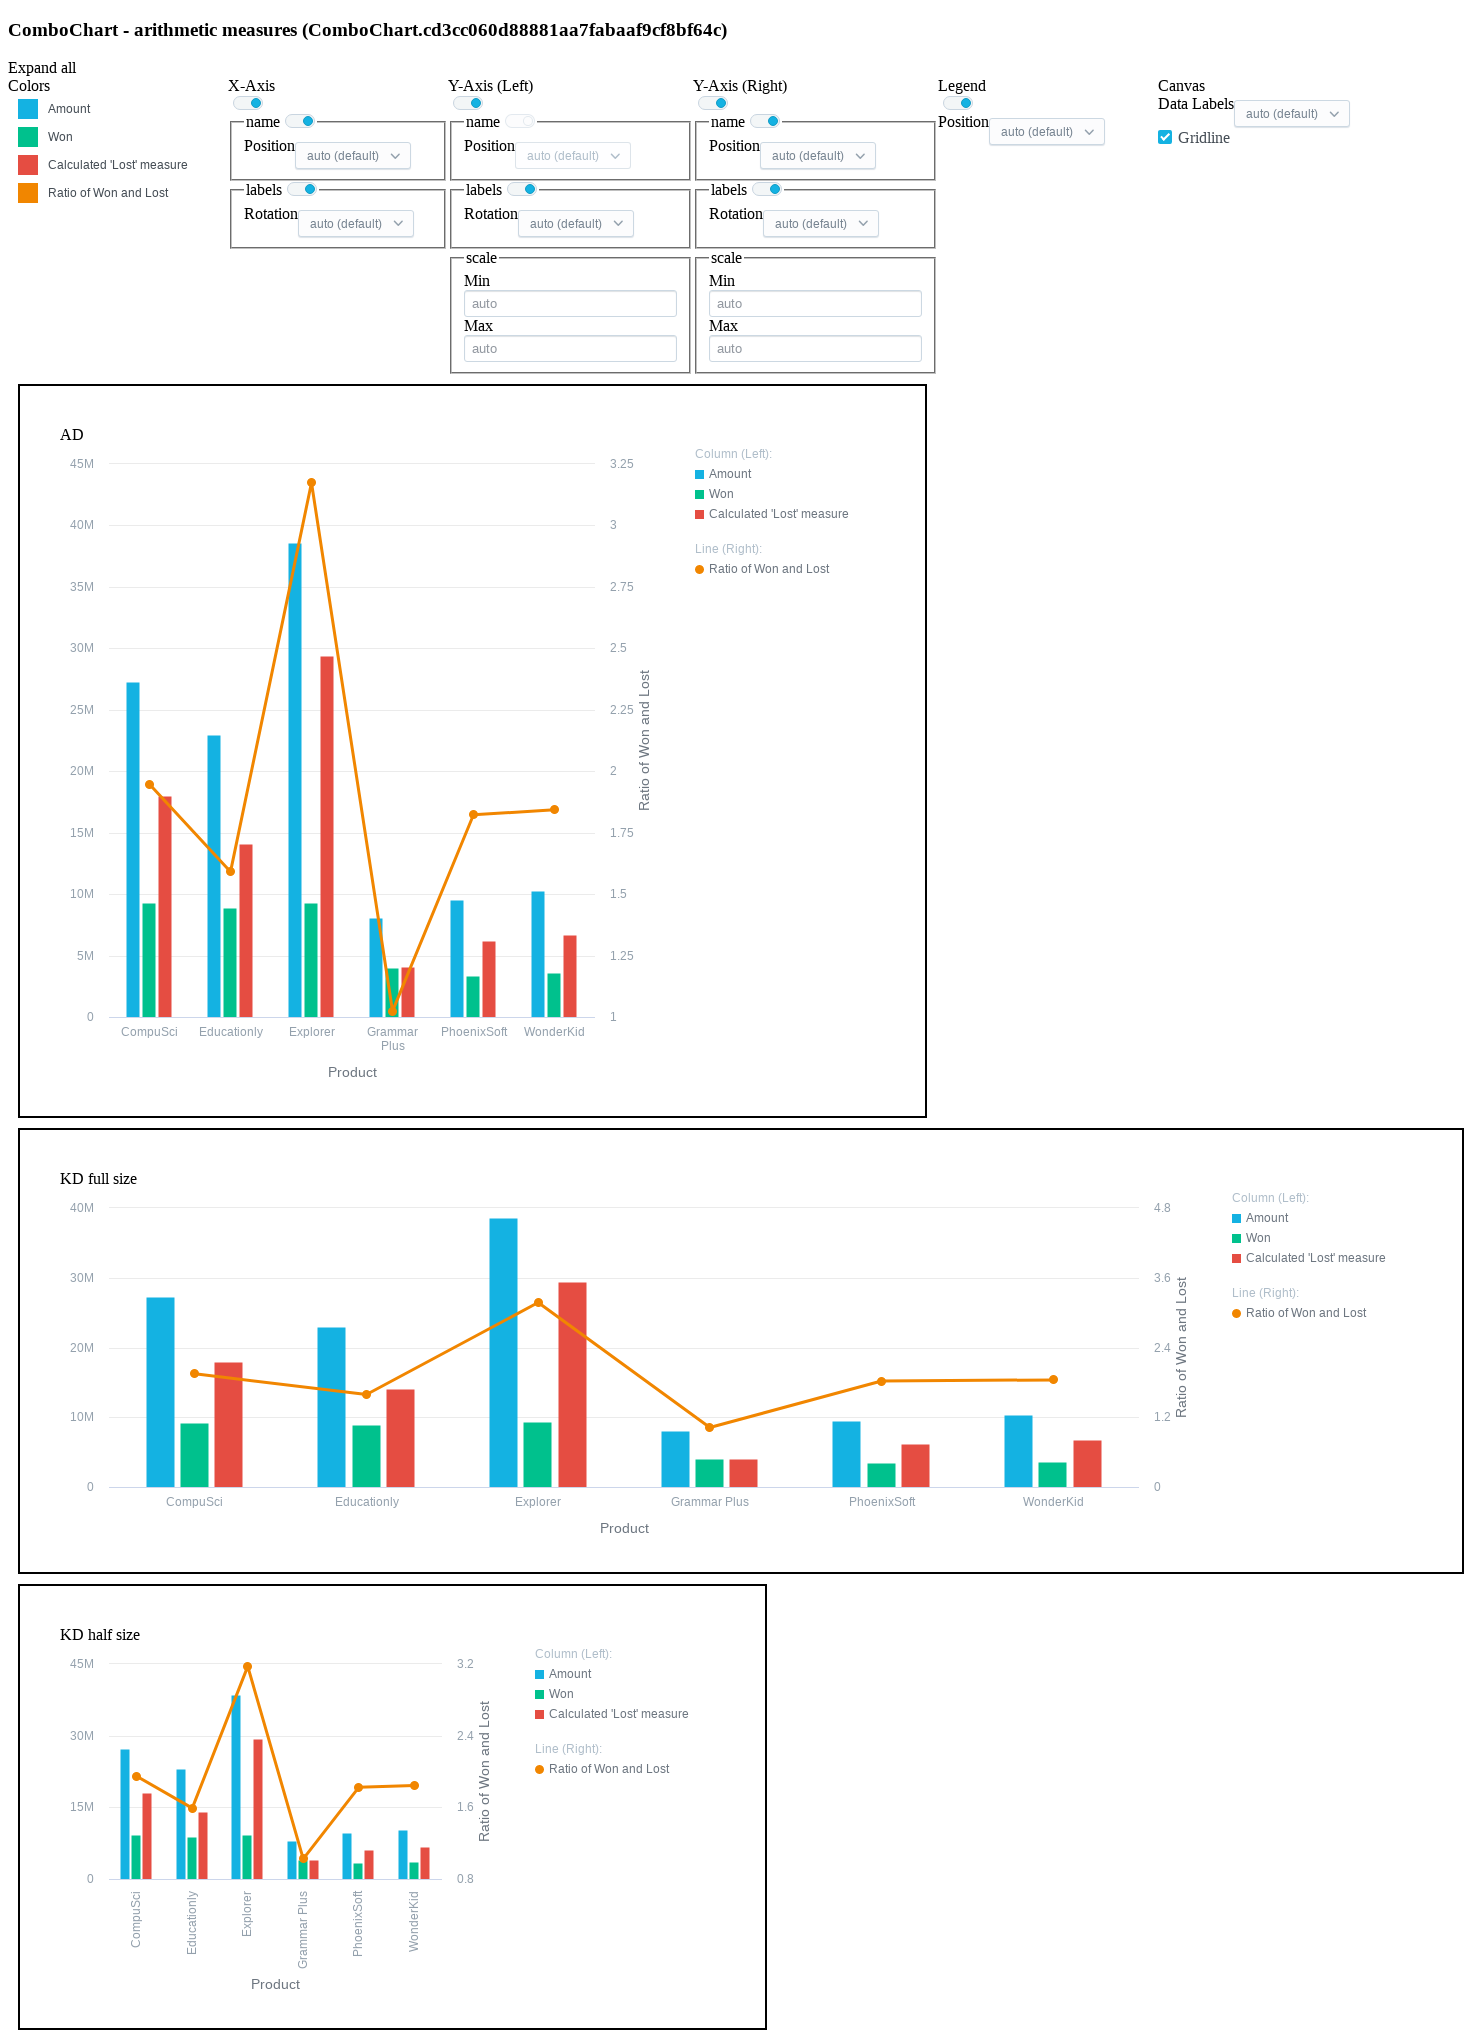 ComboChart - arithmetic measures (ComboChart.cd3cc060d88881aa7fabaaf9cf8bf64c)
Expand all
Colors
Amount
Won
Calculated 'Lost' measure
Ratio of Won and Lost
X-Axis
name
Position auto (default)
labels
Rotation auto (default)
Y-Axis (Left)
name
Position auto (default)
labels
Rotation auto (default)
scale
Min
auto
Max
auto
Y-Axis (Right)
name
Position auto (default)
labels
Rotation auto (default)
scale
Min
auto
Max
auto
Legend
Position auto (default)
Canvas
Data Labels auto (default)
Gridline
AD
45M
40M
35M
30M
25M
20M
15M
10M
5M
0
3.25
3
2.75
2.5
2.25
2
1.75
1.5
1.25
1
Ratio of Won and Lost
CompuSci
Educationly
Explorer
Grammar
Plus
PhoenixSoft
WonderKid
Product
Column (Left):
Amount
Won
Calculated 'Lost' measure
Line (Right):
Ratio of Won and Lost
KD full size
40M
30M
20M
10M
0
4.8
3.6
2.4
1.2
0
Ratio of Won and Lost
CompuSci
Educationly
Explorer
Grammar Plus
PhoenixSoft
WonderKid
Product
Column (Left):
Amount
Won
Calculated 'Lost' measure
Line (Right):
Ratio of Won and Lost
KD half size
45M
30M
15M
0
3.2
2.4
1.6
0.8
Ratio of Won and Lost
CompuSci
Educationly
Explorer
Grammar Plus
PhoenixSoft
WonderKid
Product
Column (Left):
Amount
Won
Calculated 'Lost' measure
Line (Right):
Ratio of Won and Lost